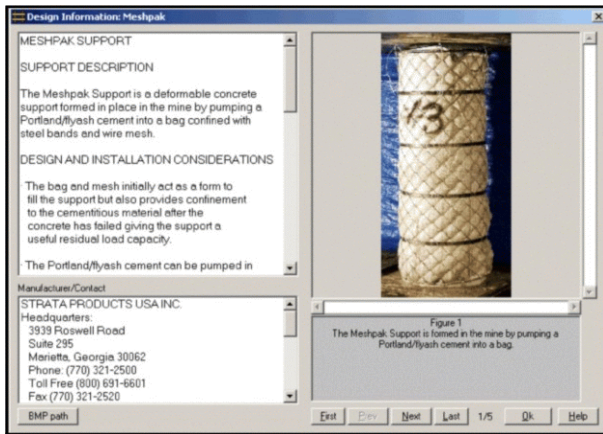 Design Information: Meshpak
MESHPAK SUPPORT
SUPPORT DESCRIPTION
The Meshpak Support is a deformable concrete
support formed in place in the mine by pumping a
Portland/flyash cement into a bag confined with
steel bands and wire mesh.
DESIGN AND INSTALLATION CONSIDERATIONS
· The bag and mesh initially act as a form to
fill the support but also provides confinement
to the cementitious material after the
concrete has failed giving the support a
useful residual load capacity.
· The Portland/flyash cement can be pumped in
Manufacturer/Contact
STRATA PRODUCTS USA INC.
Headquarters:
3939 Roswell Road
Suite 295
Marietta, Georgia 30062
Phone: (770) 321-2500
Toll Free (800) 691-6601
Fax (770) 321-2520
BMP path
Figure 1
The Meshpak Support is formed in the mine by pumping a
Portland/flyash cement into a bag.
First Prev Next Last 1/5 Ok Help